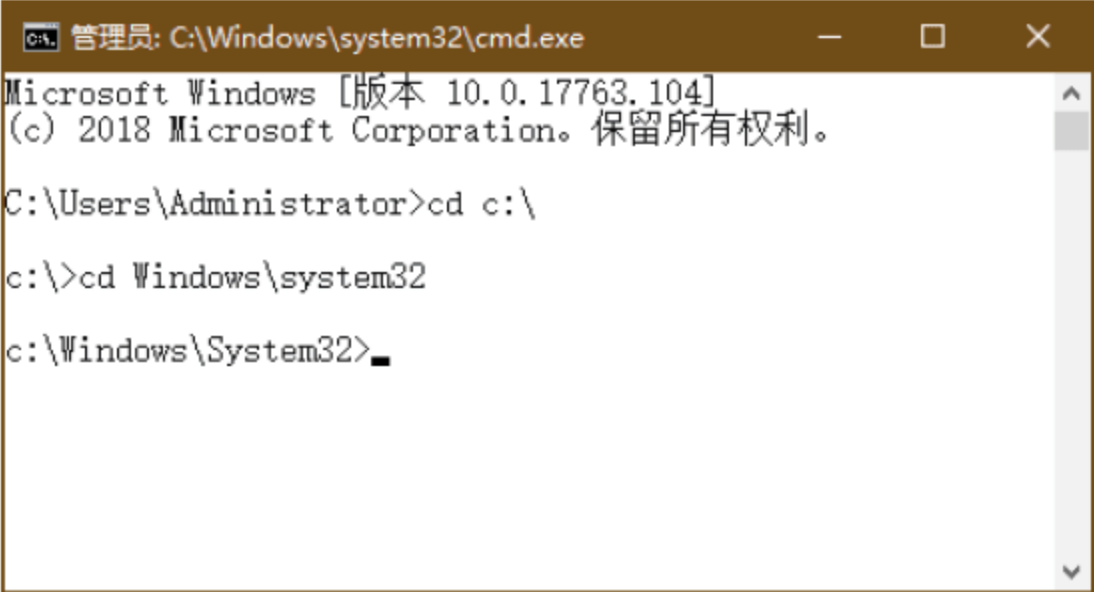 管理员: C:\Windows\system32\cmd.exe
Microsoft Windows [版本 10.0.17763.104]
(c) 2018 Microsoft Corporation。保留所有权利。
C:\Users\Administrator>cd c:\
c:\>cd Windows\system32
c:\Windows\System32>